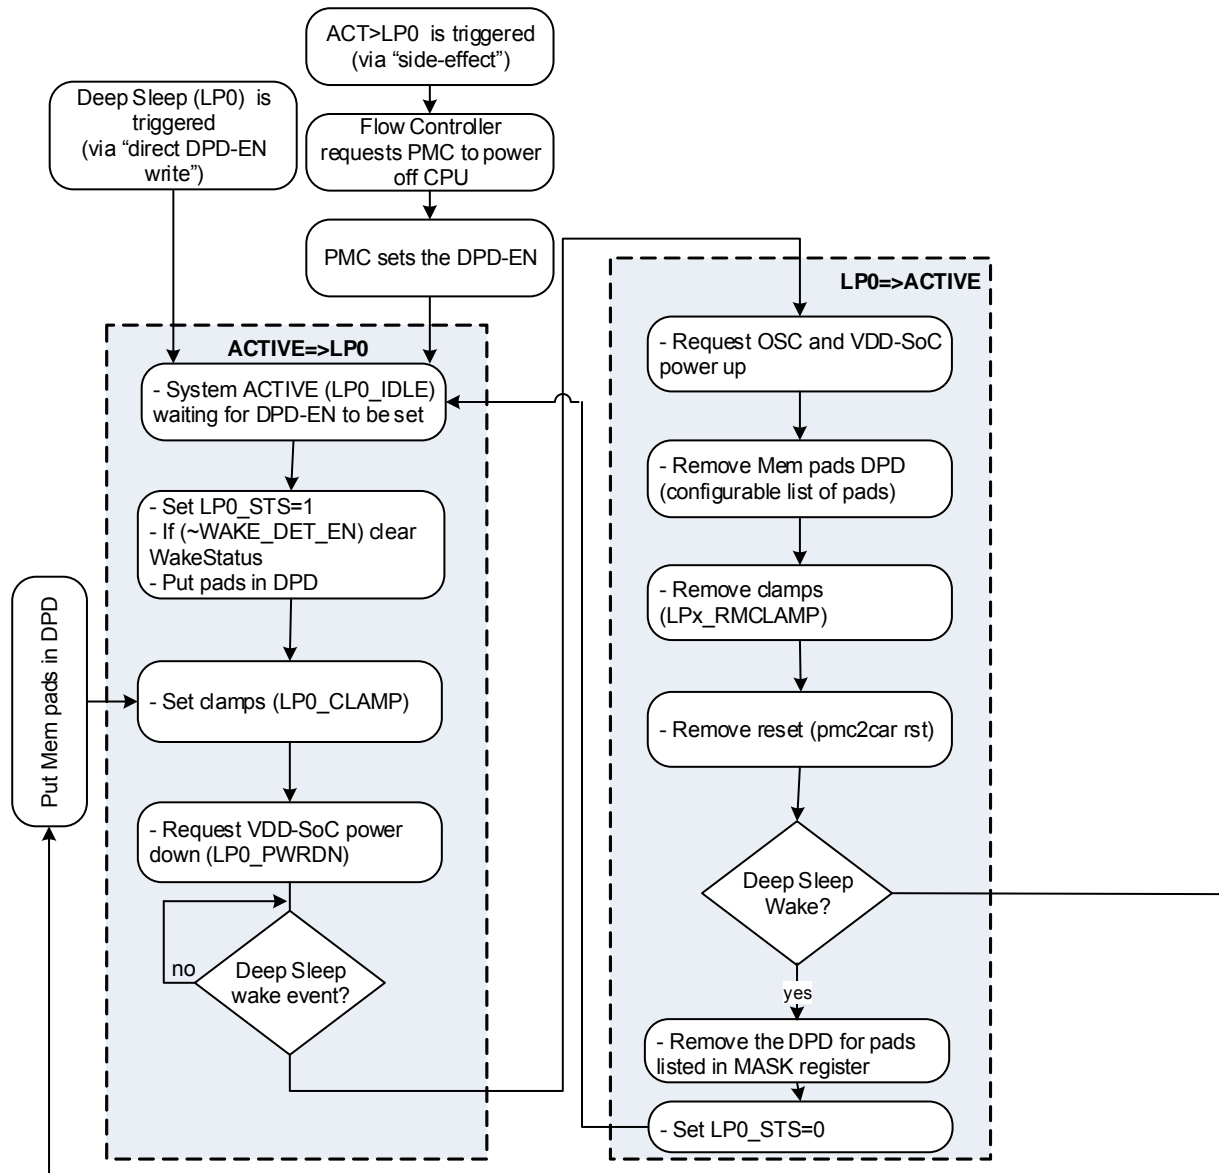 ACT>LP0 is triggered
(via “side-effect”)
Deep Sleep (LP0) is
triggered
(via “direct DPD-EN
write”)
Flow Controller
requests PMC to power
off CPU
PMC sets the DPD-EN
ACTIVE=>LP0
- System ACTIVE (LP0_IDLE)
waiting for DPD-EN to be set
- Set LP0_STS=1
- If (~WAKE_DET_EN) clear
WakeStatus
- Put pads in DPD
Put Mem pads in DPD
- Set clamps (LP0_CLAMP)
- Request VDD-SoC power
down (LP0_PWRDN)
no
Deep Sleep
wake event?
LP0=>ACTIVE
- Request OSC and VDD-SoC
power up
- Remove Mem pads DPD
(configurable list of pads)
- Remove clamps
(LPx_RMCLAMP)
- Remove reset (pmc2car rst)
Deep Sleep
Wake?
yes
- Remove the DPD for pads
listed in MASK register
- Set LP0_STS=0